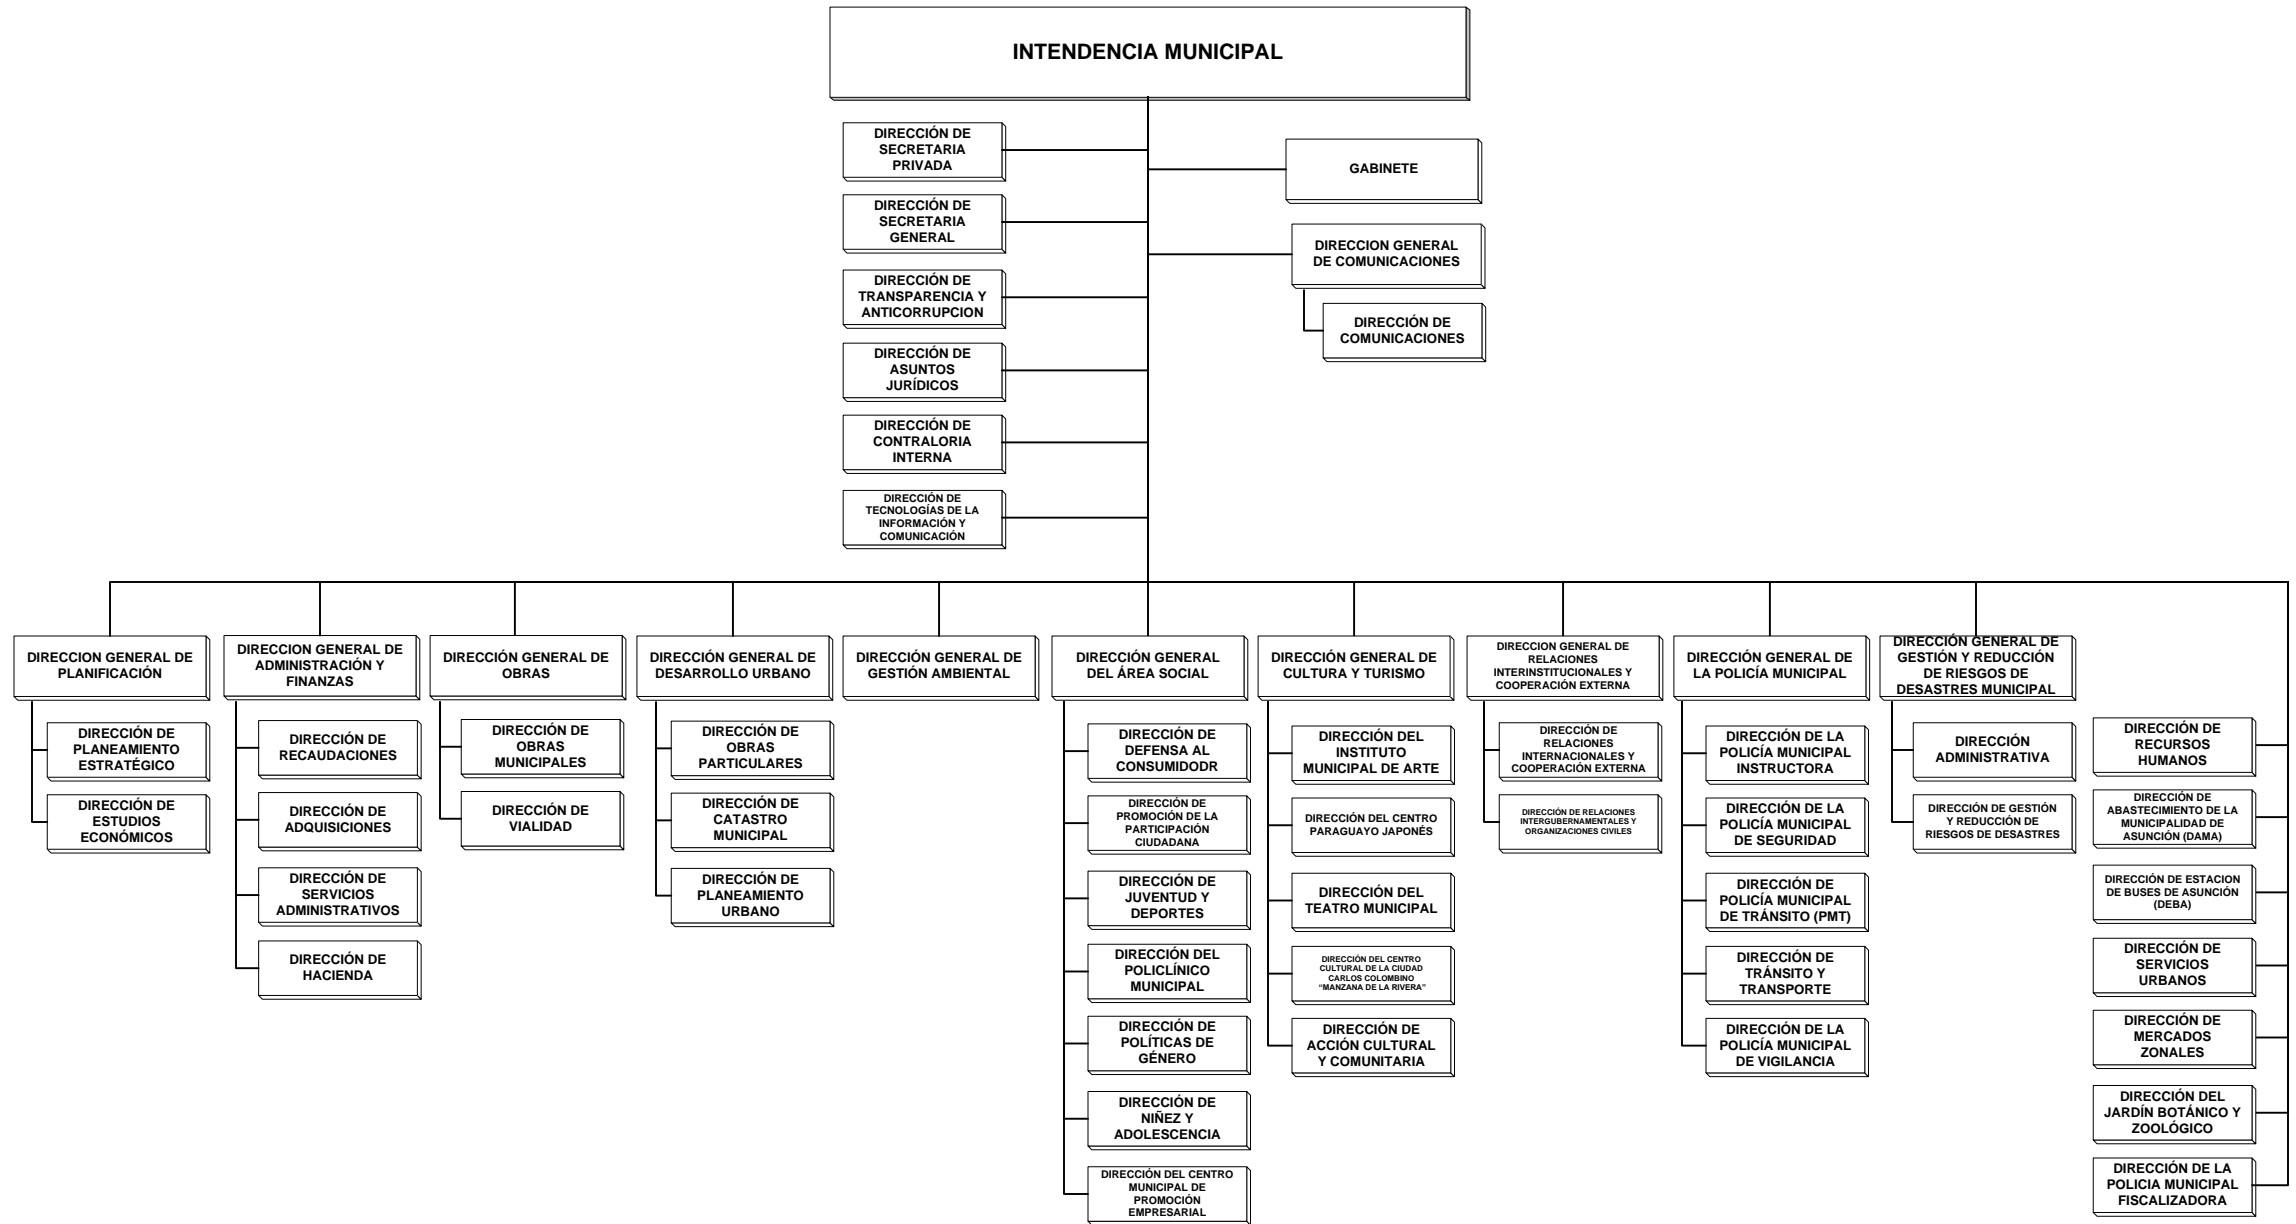 INTENDENCIA MUNICIPAL
DIRECCIÓN DE
SECRETARIA
PRIVADA
GABINETE
DIRECCIÓN DE
SECRETARIA
GENERAL
DIRECCION GENERAL
DE COMUNICACIONES
DIRECCIÓN DE
TRANSPARENCIA Y
ANTICORRUPCION
DIRECCIÓN DE
COMUNICACIONES
DIRECCIÓN DE
ASUNTOS
JURÍDICOS
DIRECCIÓN DE
CONTRALORIA
INTERNA
DIRECCIÓN DE
TECNOLOGÍAS DE LA
INFORMACIÓN Y
COMUNICACIÓN
DIRECCION GENERAL DE
PLANIFICACIÓN
DIRECCIÓN DE
PLANEAMIENTO
ESTRATÉGICO
DIRECCIÓN DE
ESTUDIOS
ECONÓMICOS
DIRECCION GENERAL DE
ADMINISTRACIÓN Y
FINANZAS
DIRECCIÓN DE
RECAUDACIONES
DIRECCIÓN DE
ADQUISICIONES
DIRECCIÓN DE
SERVICIOS
ADMINISTRATIVOS
DIRECCIÓN DE
HACIENDA
DIRECCIÓN GENERAL DE
OBRAS
DIRECCIÓN DE
OBRAS
MUNICIPALES
DIRECCIÓN DE
VIALIDAD
DIRECCIÓN GENERAL DE
DESARROLLO URBANO
DIRECCIÓN DE
OBRAS
PARTICULARES
DIRECCIÓN DE
CATASTRO
MUNICIPAL
DIRECCIÓN DE
PLANEAMIENTO
URBANO
DIRECCIÓN GENERAL DE
GESTIÓN AMBIENTAL
DIRECCIÓN GENERAL
DEL ÁREA SOCIAL
DIRECCIÓN DE
DEFENSA AL
CONSUMIDODR
DIRECCIÓN DE
PROMOCIÓN DE LA
PARTICIPACIÓN
CIUDADANA
DIRECCIÓN DE
JUVENTUD Y
DEPORTES
DIRECCIÓN DEL
POLICLÍNICO
MUNICIPAL
DIRECCIÓN DE
POLÍTICAS DE
GÉNERO
DIRECCIÓN DE
NIÑEZ Y
ADOLESCENCIA
DIRECCIÓN DEL CENTRO
MUNICIPAL DE
PROMOCIÓN
EMPRESARIAL
DIRECCIÓN GENERAL DE
CULTURA Y TURISMO
DIRECCIÓN DEL
INSTITUTO
MUNICIPAL DE ARTE
DIRECCIÓN DEL CENTRO
PARAGUAYO JAPONÉS
DIRECCIÓN DEL
TEATRO MUNICIPAL
DIRECCIÓN DEL CENTRO
CULTURAL DE LA CIUDAD
CARLOS COLOMBINO
“MANZANA DE LA RIVERA”
DIRECCIÓN DE
ACCIÓN CULTURAL
Y COMUNITARIA
DIRECCION GENERAL DE
RELACIONES
INTERINSTITUCIONALES Y
COOPERACIÓN EXTERNA
DIRECCIÓN DE
RELACIONES
INTERNACIONALES Y
COOPERACIÓN EXTERNA
DIRECCIÓN DE RELACIONES
INTERGUBERNAMENTALES Y
ORGANIZACIONES CIVILES
DIRECCIÓN GENERAL DE
LA POLICÍA MUNICIPAL
DIRECCIÓN DE LA
POLICÍA MUNICIPAL
INSTRUCTORA
DIRECCIÓN DE LA
POLICÍA MUNICIPAL
DE SEGURIDAD
DIRECCIÓN DE
POLICÍA MUNICIPAL
DE TRÁNSITO (PMT)
DIRECCIÓN DE
TRÁNSITO Y
TRANSPORTE
DIRECCIÓN DE LA
POLICÍA MUNICIPAL
DE VIGILANCIA
DIRECCIÓN GENERAL DE
GESTIÓN Y REDUCCIÓN
DE RIESGOS DE
DESASTRES MUNICIPAL
DIRECCIÓN
ADMINISTRATIVA
DIRECCIÓN DE GESTIÓN
Y REDUCCIÓN DE
RIESGOS DE DESASTRES
DIRECCIÓN DE
RECURSOS
HUMANOS
DIRECCIÓN DE
ABASTECIMIENTO DE LA
MUNICIPALIDAD DE
ASUNCIÓN (DAMA)
DIRECCIÓN DE ESTACION
DE BUSES DE ASUNCIÓN
(DEBA)
DIRECCIÓN DE
SERVICIOS
URBANOS
DIRECCIÓN DE
MERCADOS
ZONALES
DIRECCIÓN DEL
JARDÍN BOTÁNICO Y
ZOOLÓGICO
DIRECCIÓN DE LA
POLICIA MUNICIPAL
FISCALIZADORA